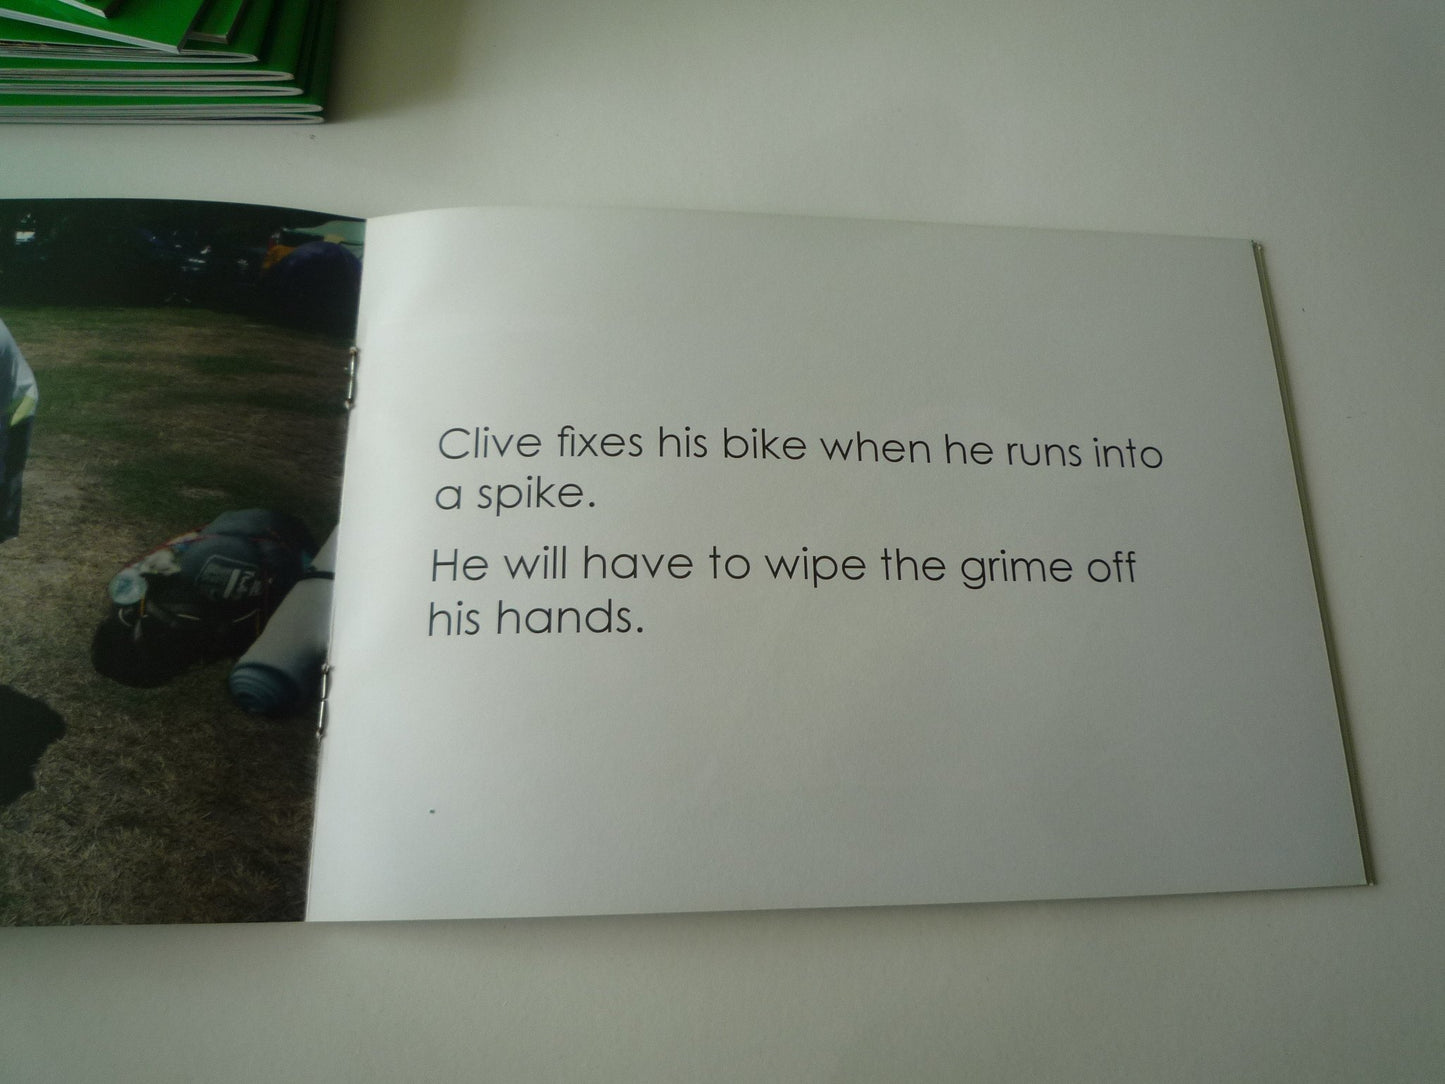 Clive fixes his bike when he runs into
a spike.
He will have to wipe the grime off
his hands.